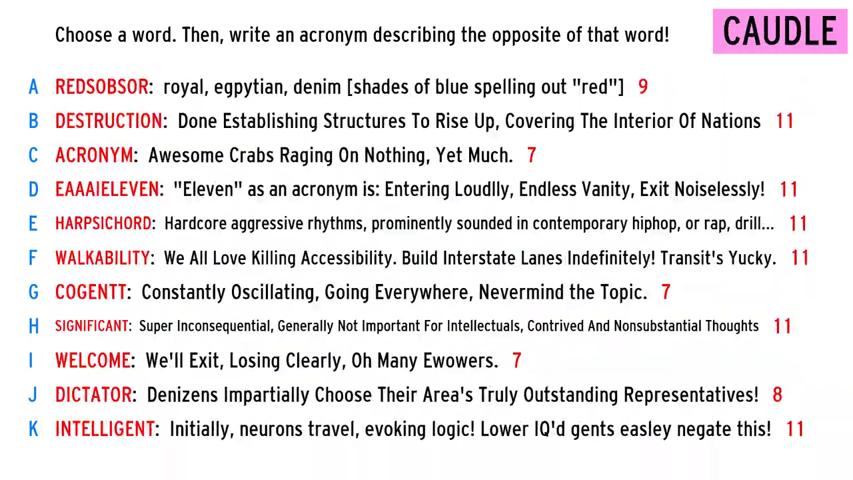 Choose a word. Then, write an acronym describing the opposite of that word!
CAUDLE
A REDSOBSOR: royal, egpytian, denim [shades of blue spelling out "red"] 9
B DESTRUCTION: Done Establishing Structures To Rise Up, Covering The Interior Of Nations 11
C ACRONYM: Awesome Crabs Raging On Nothing, Yet Much. 7
D EAAAIELEVEN: "Eleven" as an acronym is: Entering Loudlly, Endless Vanity, Exit Noiselessly! 11
E HARPSICHORD: Hardcore aggressive rhythms, prominently sounded in contemporary hiphop, or rap, drill... 11
F WALKABILITY: We All Love Killing Accessibility. Build Interstate Lanes Indefinitely! Transit's Yucky. 11
G COGENTT: Constantly Oscillating, Going Everywhere, Nevermind the Topic. 7
H SIGNIFICANT: Super Inconsequential, Generally Not Important For Intellectuals, Contrived And Nonsubstantial Thoughts 11
I WELCOME: We'll Exit, Losing Clearly, Oh Many Ewowers. 7
J DICTATOR: Denizens Impartially Choose Their Area's Truly Outstanding Representatives! 8
K INTELLIGENT: Initially, neurons travel, evoking logic! Lower IQ'd gents easley negate this! 11